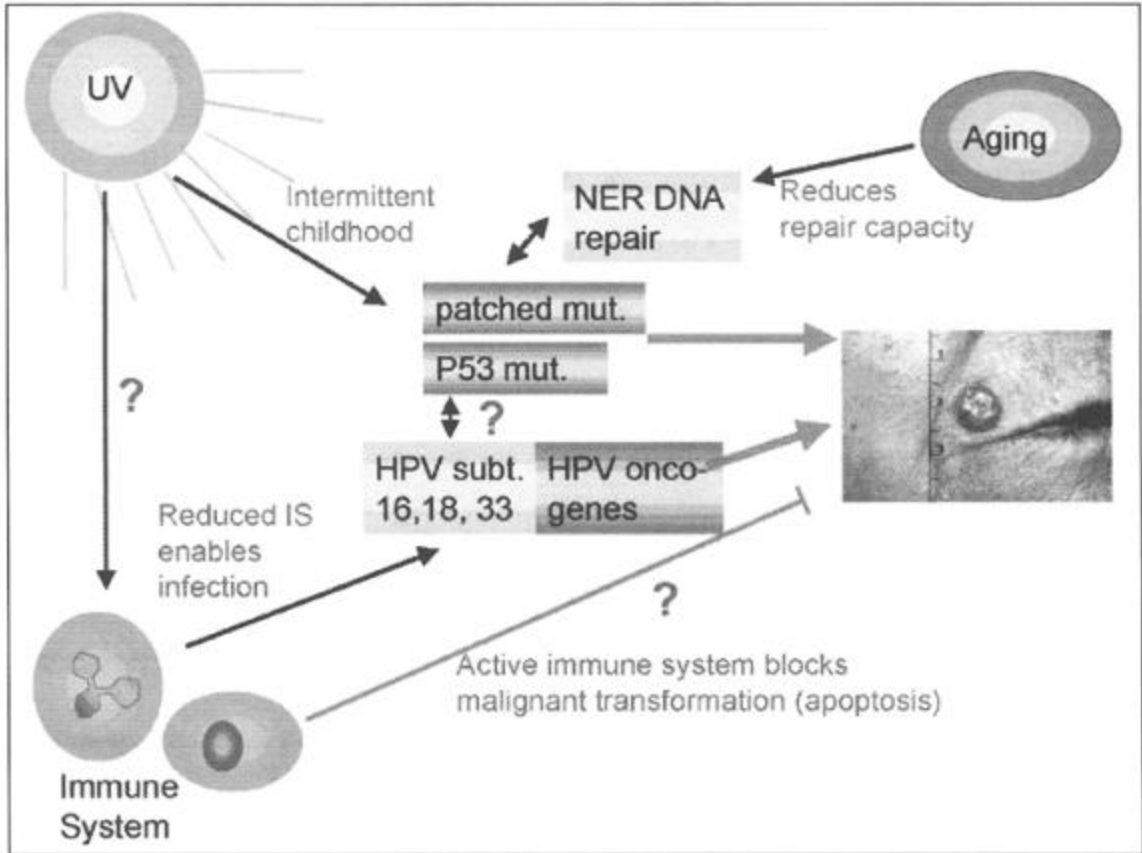 UV
Aging
Intermittent
childhood
NER DNA
repair
Reduces
repair capacity
patched mut.
P53 mut.
?
?
HPV subt.
16,18, 33
HPV onco-
genes
Reduced IS
enables
infection
?
Active immune system blocks
malignant transformation (apoptosis)
Immune
System